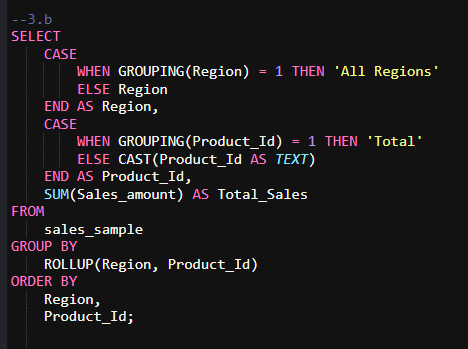 --3.b
SELECT
    CASE
        WHEN GROUPING(Region) = 1 THEN 'All Regions'
        ELSE Region
    END AS Region,
    CASE
        WHEN GROUPING(Product_Id) = 1 THEN 'Total'
        ELSE CAST(Product_Id AS TEXT)
    END AS Product_Id,
    SUM(Sales_amount) AS Total_Sales
FROM
    sales_sample
GROUP BY
    ROLLUP(Region, Product_Id)
ORDER BY
    Region,
    Product_Id;